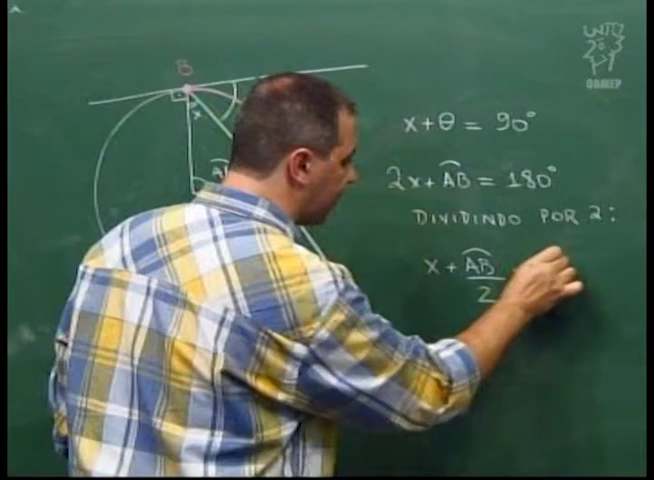 B
x
x + θ = 90°
2x + AB = 180°
DIVIDINDO POR 2:
x + AB
2
OBMEP